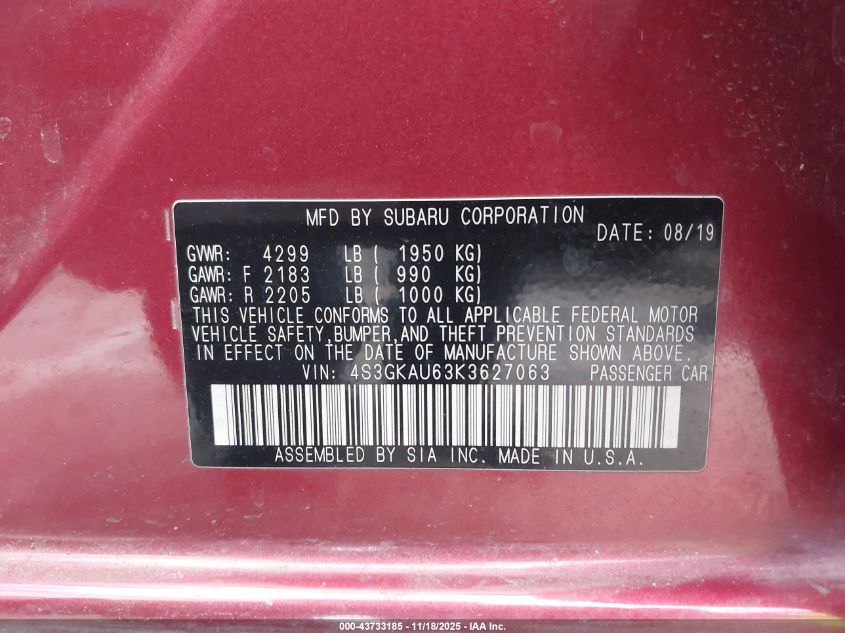 MFD BY SUBARU CORPORATION
DATE: 08/19
GVWR: 4299 LB ( 1950 KG)
GAWR: F 2183 LB ( 990 KG)
GAWR: R 2205 LB ( 1000 KG)
THIS VEHICLE CONFORMS TO ALL APPLICABLE FEDERAL MOTOR
VEHICLE SAFETY,BUMPER,AND THEFT PREVENTION STANDARDS
IN EFFECT ON THE DATE OF MANUFACTURE SHOWN ABOVE.
VIN: 4S3GKAU63K3627063 PASSENGER CAR
ASSEMBLED BY SIA INC. MADE IN U.S.A.
000-43733185 - 11/18/2025 - IAA Inc.